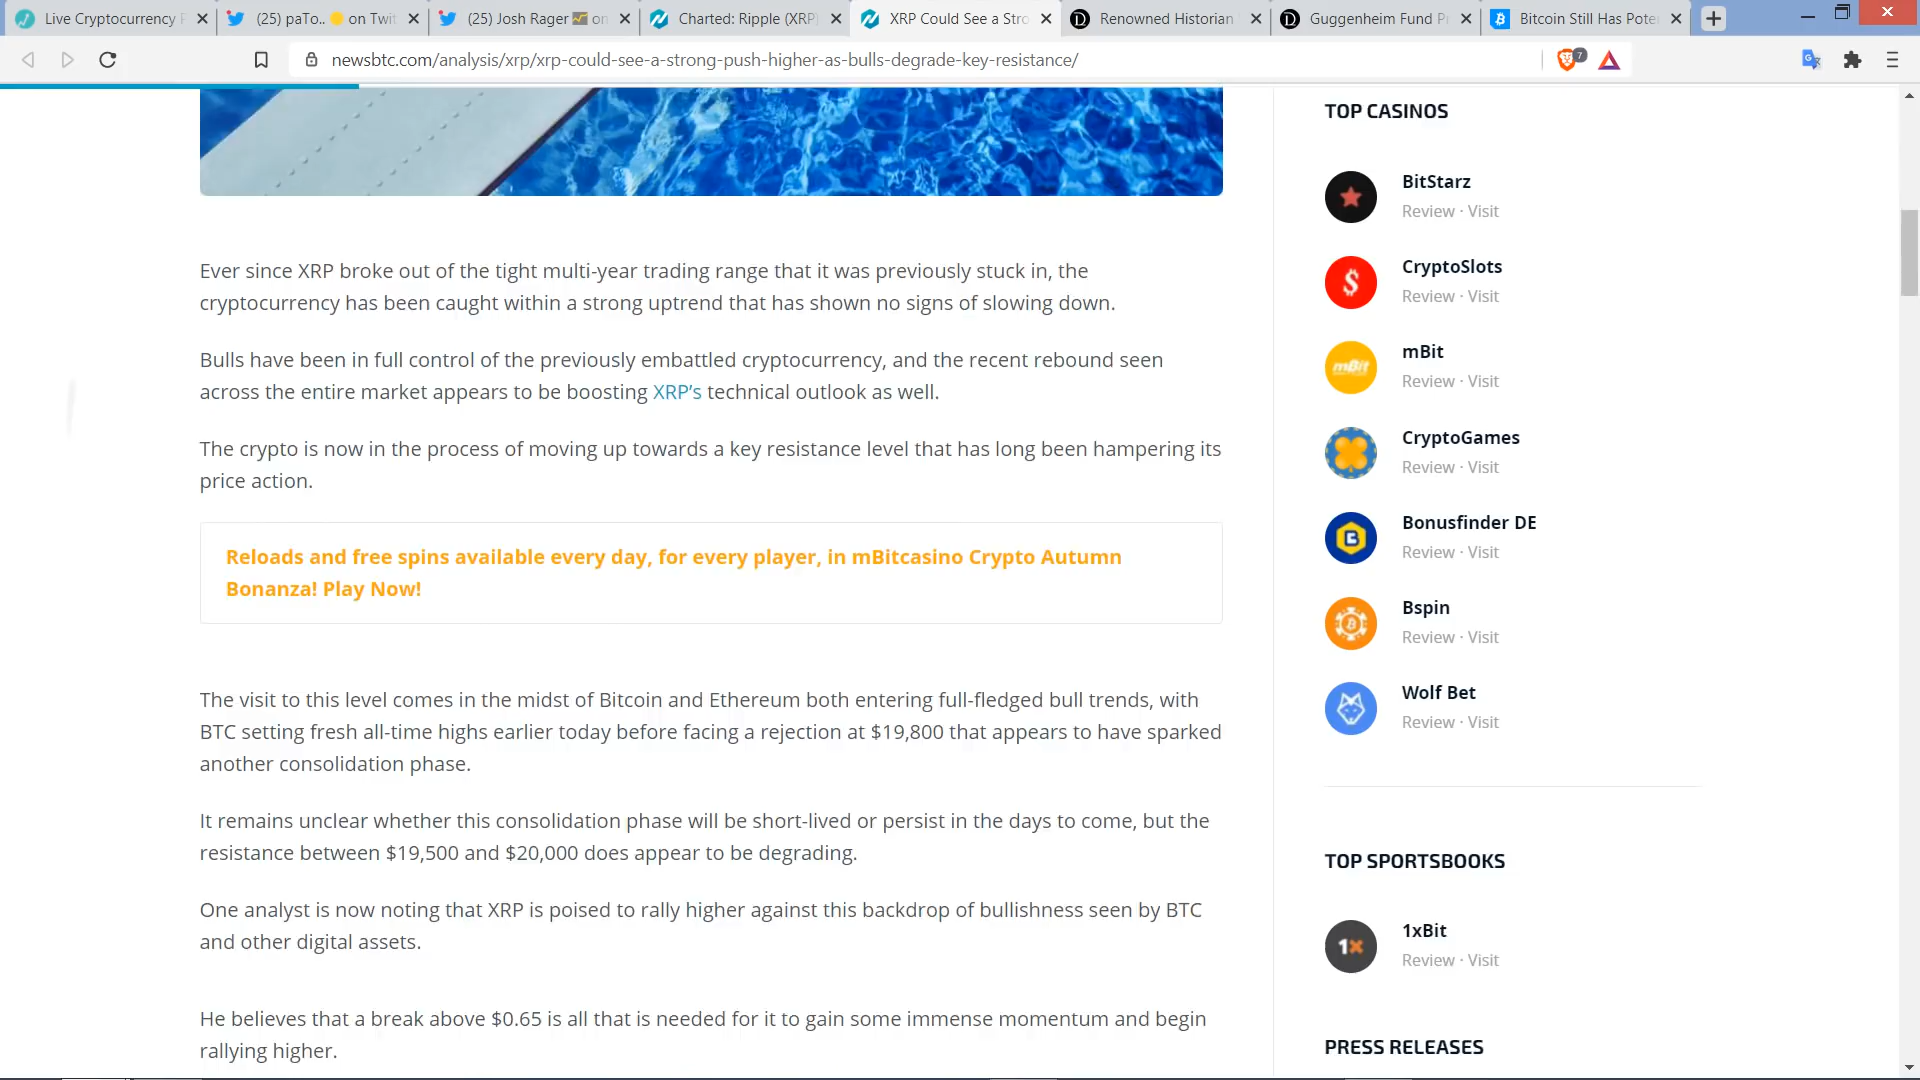 Live Cryptocurrency P
(25) paTo.. on Twit
(25) Josh Rager on
Charted: Ripple (XRP)
XRP Could See a Stro
Renowned Historian
Guggenheim Fund Pr
Bitcoin Still Has Pote
newsbtc.com/analysis/xrp/xrp-could-see-a-strong-push-higher-as-bulls-degrade-key-resistance/
7
Ever since XRP broke out of the tight multi-year trading range that it was previously stuck in, the
cryptocurrency has been caught within a strong uptrend that has shown no signs of slowing down.
Bulls have been in full control of the previously embattled cryptocurrency, and the recent rebound seen
across the entire market appears to be boosting XRP's technical outlook as well.
The crypto is now in the process of moving up towards a key resistance level that has long been hampering its
price action.
Reloads and free spins available every day, for every player, in mBitcasino Crypto Autumn
Bonanza! Play Now!
The visit to this level comes in the midst of Bitcoin and Ethereum both entering full-fledged bull trends, with
BTC setting fresh all-time highs earlier today before facing a rejection at $19,800 that appears to have sparked
another consolidation phase.
It remains unclear whether this consolidation phase will be short-lived or persist in the days to come, but the
resistance between $19,500 and $20,000 does appear to be degrading.
One analyst is now noting that XRP is poised to rally higher against this backdrop of bullishness seen by BTC
and other digital assets.
He believes that a break above $0.65 is all that is needed for it to gain some immense momentum and begin
rallying higher.
TOP CASINOS
BitStarz
Review · Visit
CryptoSlots
Review · Visit
mBit
mBit
Review · Visit
CryptoGames
Review · Visit
Bonusfinder DE
Review · Visit
Bspin
Review · Visit
Wolf Bet
Review · Visit
TOP SPORTSBOOKS
1x
1xBit
Review · Visit
PRESS RELEASES